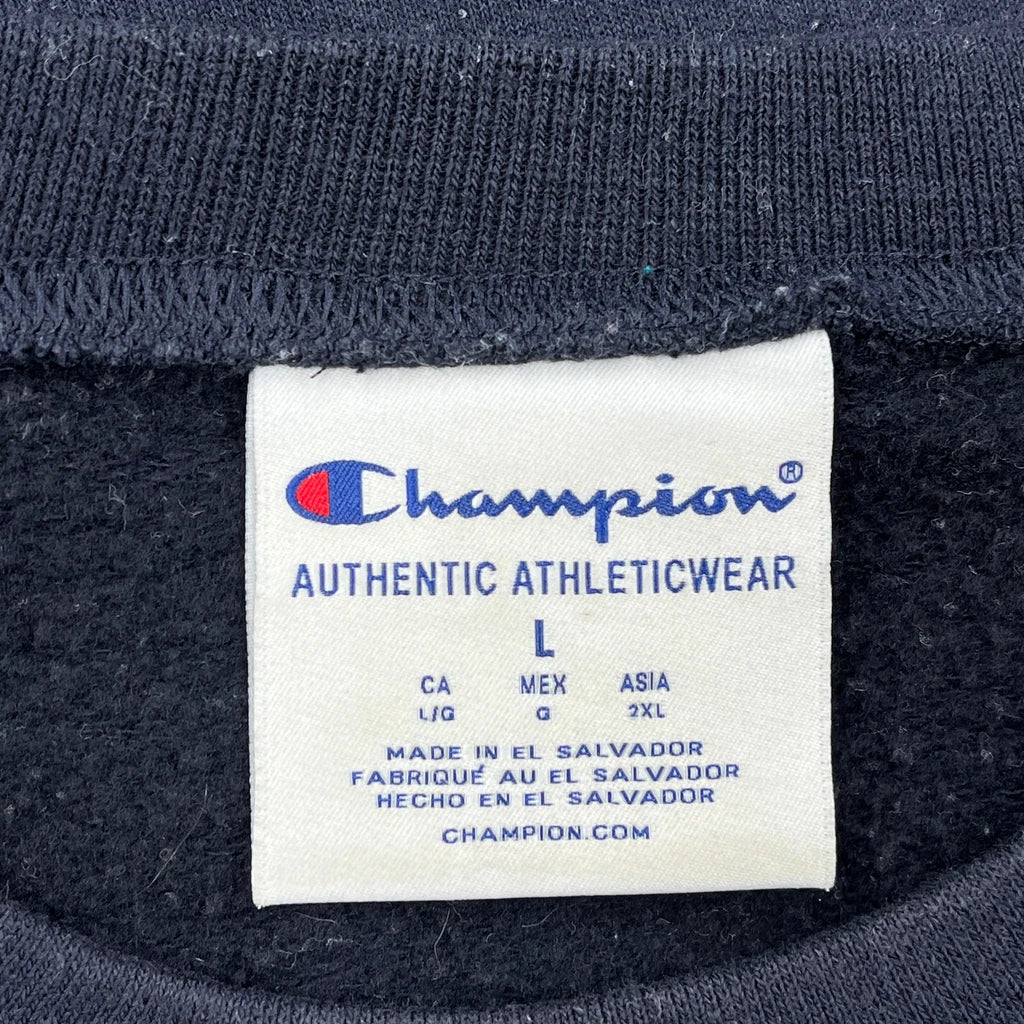 Champion®
AUTHENTIC ATHLETICWEAR
L
CA MEX ASIA
L/G G 2XL
MADE IN EL SALVADOR
FABRIQUÉ AU EL SALVADOR
HECHO EN EL SALVADOR
CHAMPION.COM